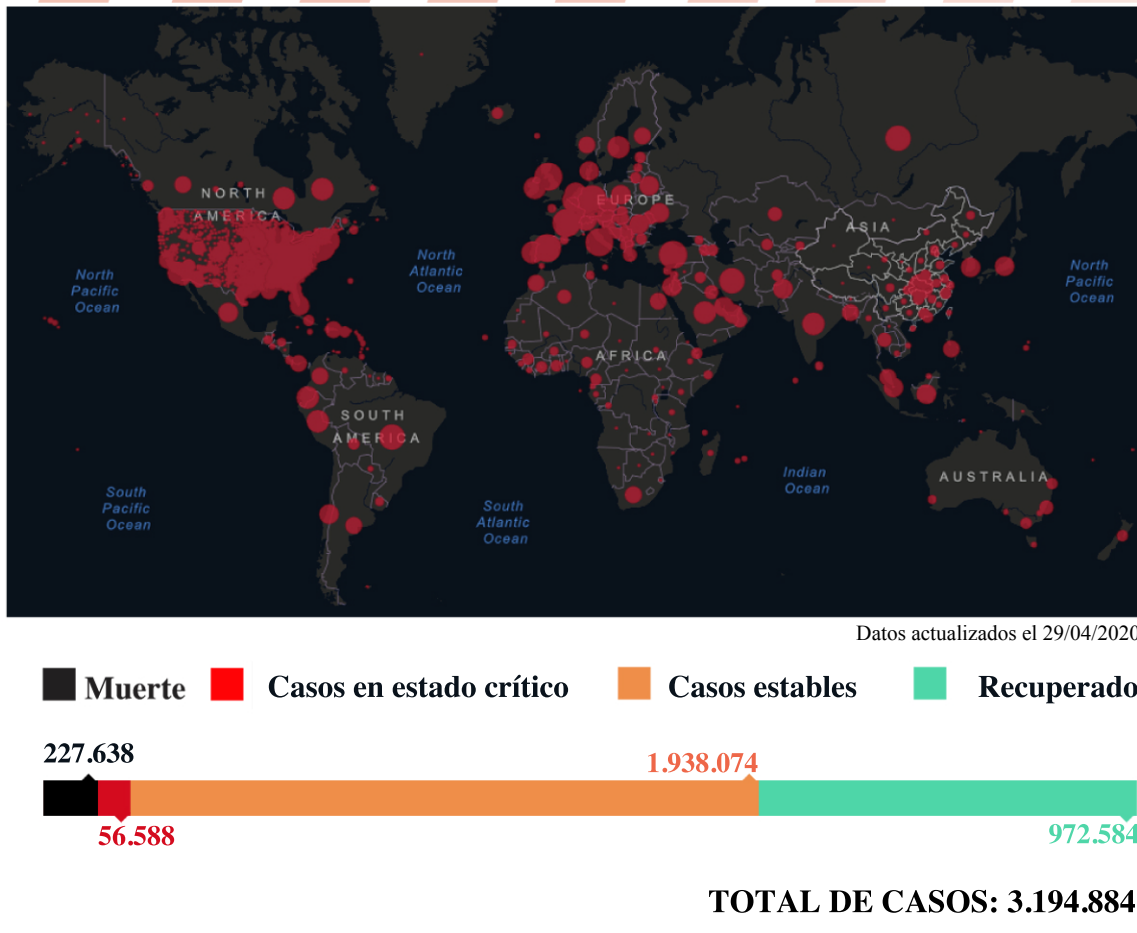 NORTH
AMERICA
EUROPE
ASIA
North
Pacific
Ocean
North
Atlantic
Ocean
North
Pacific
Ocean
AFRICA
SOUTH
AMERICA
Indian
Ocean
AUSTRALIA
South
Pacific
Ocean
South
Atlantic
Ocean
Datos actualizados el 29/04/2020
Muerte Casos en estado crítico Casos estables Recuperado
227.638 1.938.074
56.588 972.584
TOTAL DE CASOS: 3.194.884